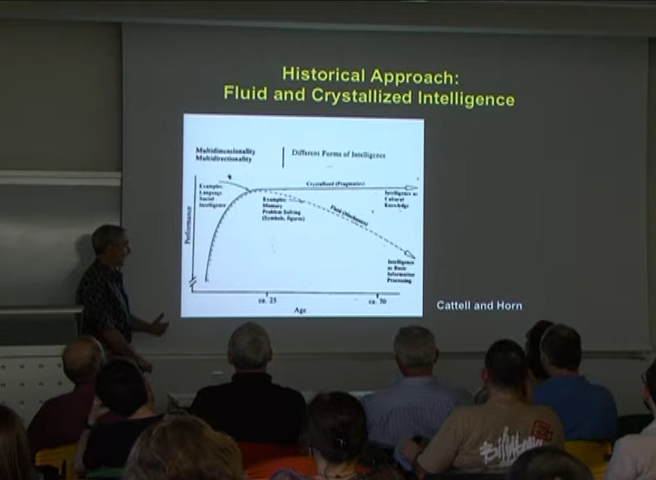 Historical Approach:
Fluid and Crystallized Intelligence
Multidimensionality
Multidirectionality
Different Forms of Intelligence
Crystallized (Pragmatics)
Examples:
Language
Social
Intelligence
Examples:
Memory
Problem Solving
(Symbols, figures)
Fluid (Mechanics)
Intelligence as
Cultural
Knowledge
Intelligence
as Basic
Information
Processing
Performance
ca. 25
ca. 70
Age
Cattell and Horn
Billabong